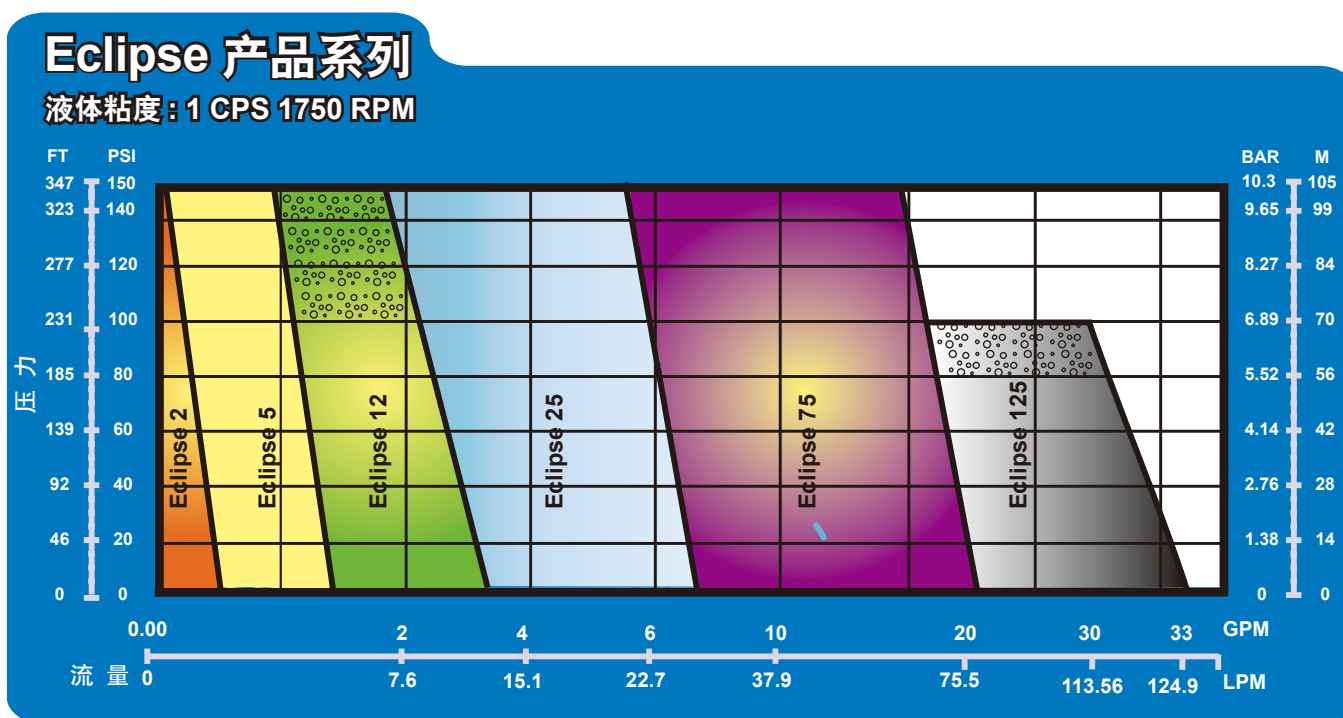 Eclipse 产品系列
液体粘度 : 1 CPS 1750 RPM
FT PSI BAR M
347 150 10.3 105
323 140 9.65 99
277 120 8.27 84
231 100 6.89 70
185 80 5.52 56
139 60 4.14 42
92 40 2.76 28
46 20 1.38 14
0 0 0 0
压 力
Eclipse 2
Eclipse 5
Eclipse 12
Eclipse 25
Eclipse 75
Eclipse 125
0.00 2 4 6 10 20 30 33 GPM
流 量 0 7.6 15.1 22.7 37.9 75.5 113.56 124.9 LPM